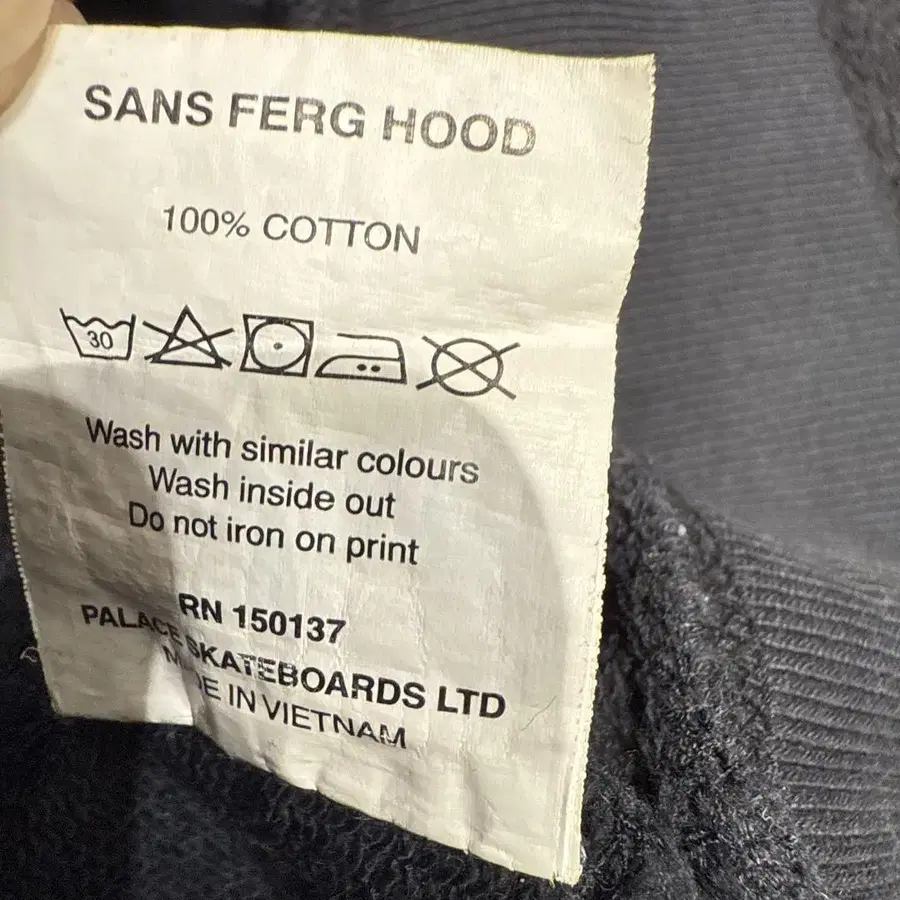 SANS FERG HOOD
100% COTTON
30
Wash with similar colours
Wash inside out
Do not iron on print
RN 150137
PALACE SKATEBOARDS LTD
MADE IN VIETNAM